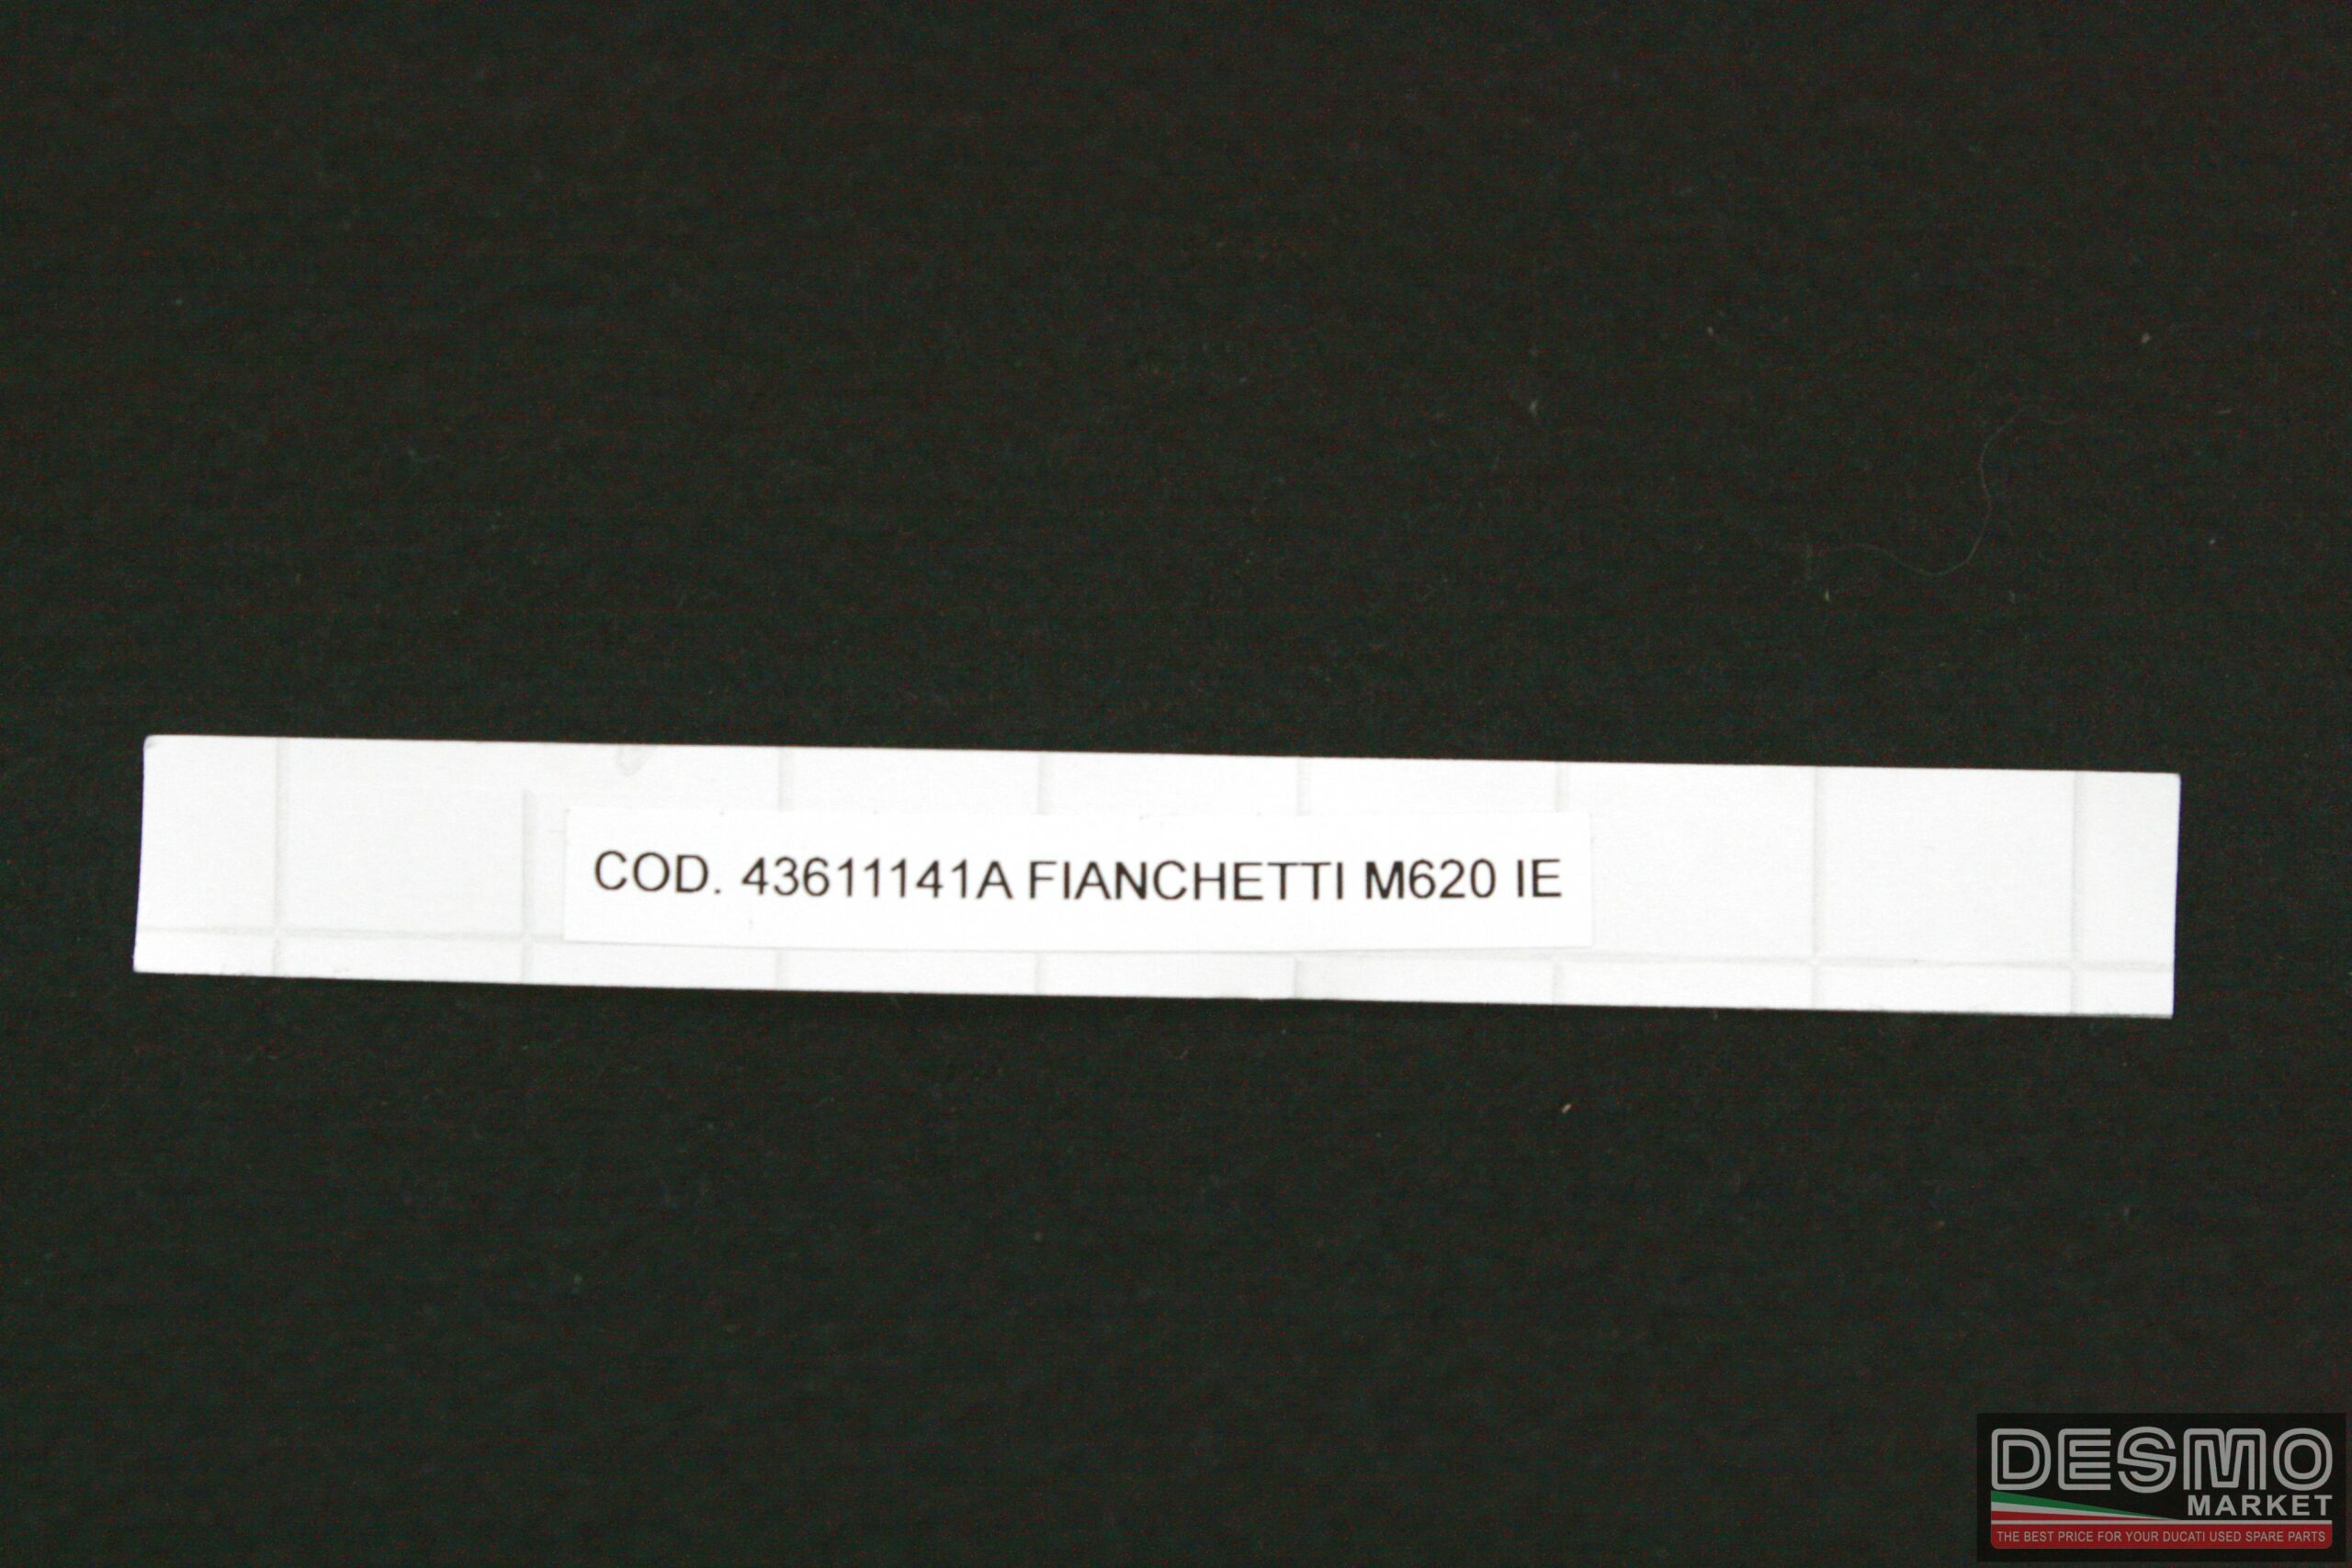 COD. 43611141A FIANCHETTI M620 IE
DESMO
MARKET
THE BEST PRICE FOR YOUR DUCATI USED SPARE PARTS